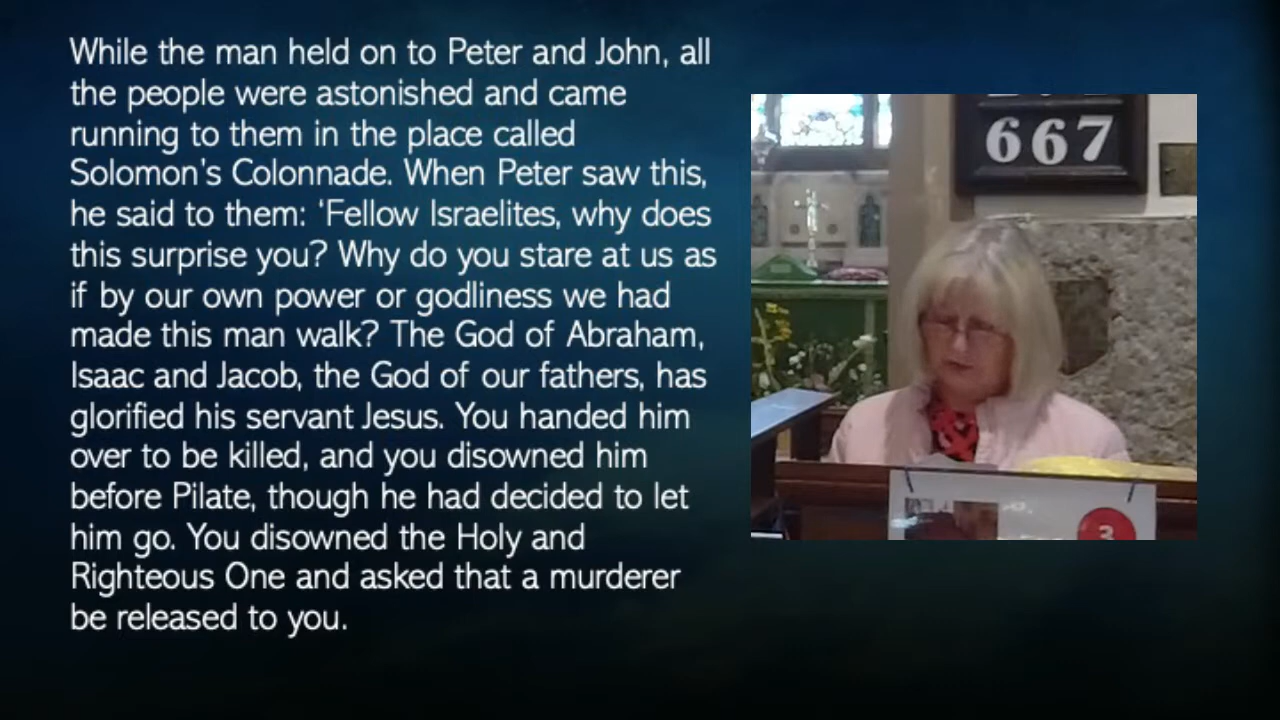 While the man held on to Peter and John, all
the people were astonished and came
running to them in the place called
Solomon's Colonnade. When Peter saw this,
he said to them: ‘Fellow Israelites, why does
this surprise you? Why do you stare at us as
if by our own power or godliness we had
made this man walk? The God of Abraham,
Isaac and Jacob, the God of our fathers, has
glorified his servant Jesus. You handed him
over to be killed, and you disowned him
before Pilate, though he had decided to let
him go. You disowned the Holy and
Righteous One and asked that a murderer
be released to you.
667
3